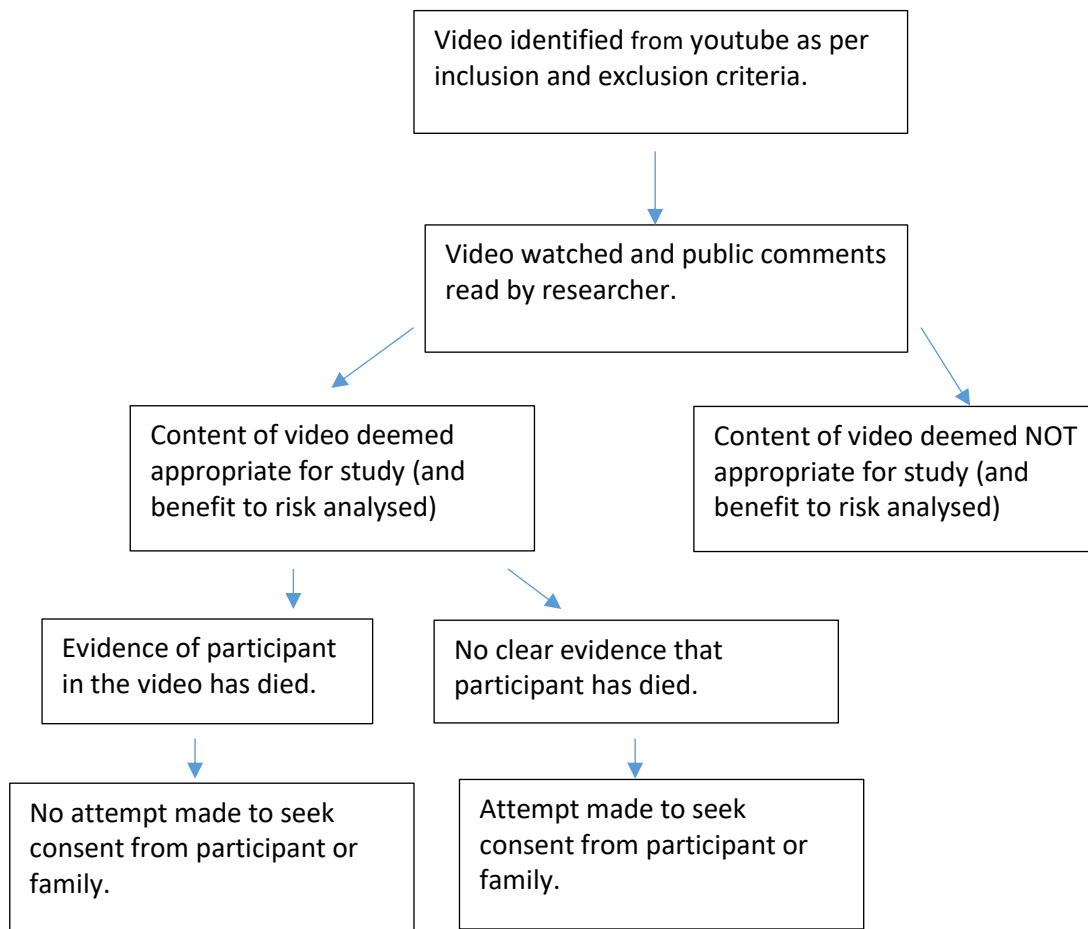 Video identified from youtube as per
inclusion and exclusion criteria.
Video watched and public comments
read by researcher.
Content of video deemed
appropriate for study (and
benefit to risk analysed)
Content of video deemed NOT
appropriate for study (and
benefit to risk analysed)
Evidence of participant
in the video has died.
No clear evidence that
participant has died.
No attempt made to seek
consent from participant or
family.
Attempt made to seek
consent from participant or
family.